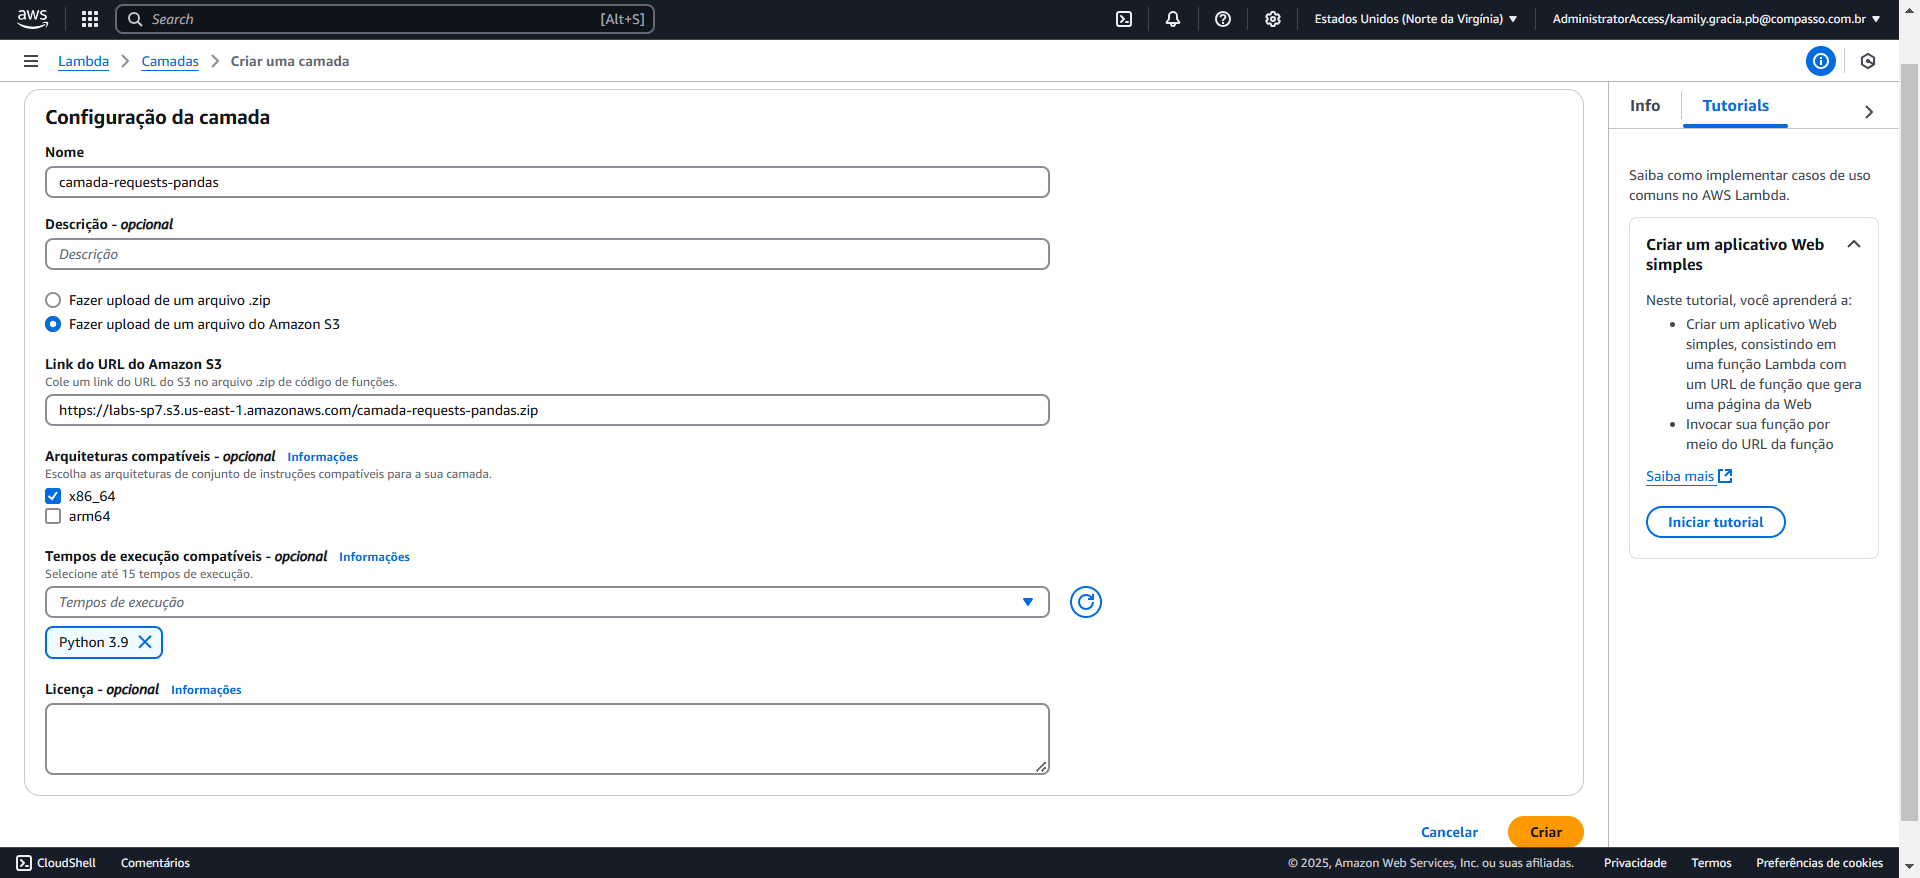 aws
Search
[Alt+S]
Estados Unidos (Norte da Virgínia)
AdministratorAccess/kamily.gracia.pb@compasso.com.br
Lambda
Camadas
Criar uma camada
Configuração da camada
Nome
camada-requests-pandas
Descrição - opcional
Descrição
Fazer upload de um arquivo .zip
Fazer upload de um arquivo do Amazon S3
Link do URL do Amazon S3
Cole um link do URL do S3 no arquivo .zip de código de funções.
https://labs-sp7.s3.us-east-1.amazonaws.com/camada-requests-pandas.zip
Arquiteturas compatíveis - opcional Informações
Escolha as arquiteturas de conjunto de instruções compatíveis para a sua camada.
x86_64
arm64
Tempos de execução compatíveis - opcional Informações
Selecione até 15 tempos de execução.
Tempos de execução
Python 3.9
Licença - opcional Informações
Cancelar
Criar
Info
Tutorials
Saiba como implementar casos de uso
comuns no AWS Lambda.
Criar um aplicativo Web
simples
Neste tutorial, você aprenderá a:
• Criar um aplicativo Web
simples, consistindo em
uma função Lambda com
um URL de função que gera
uma página da Web
• Invocar sua função por
meio do URL da função
Saiba mais
Iniciar tutorial
CloudShell
Comentários
© 2025, Amazon Web Services, Inc. ou suas afiliadas.
Privacidade
Termos
Preferências de cookies